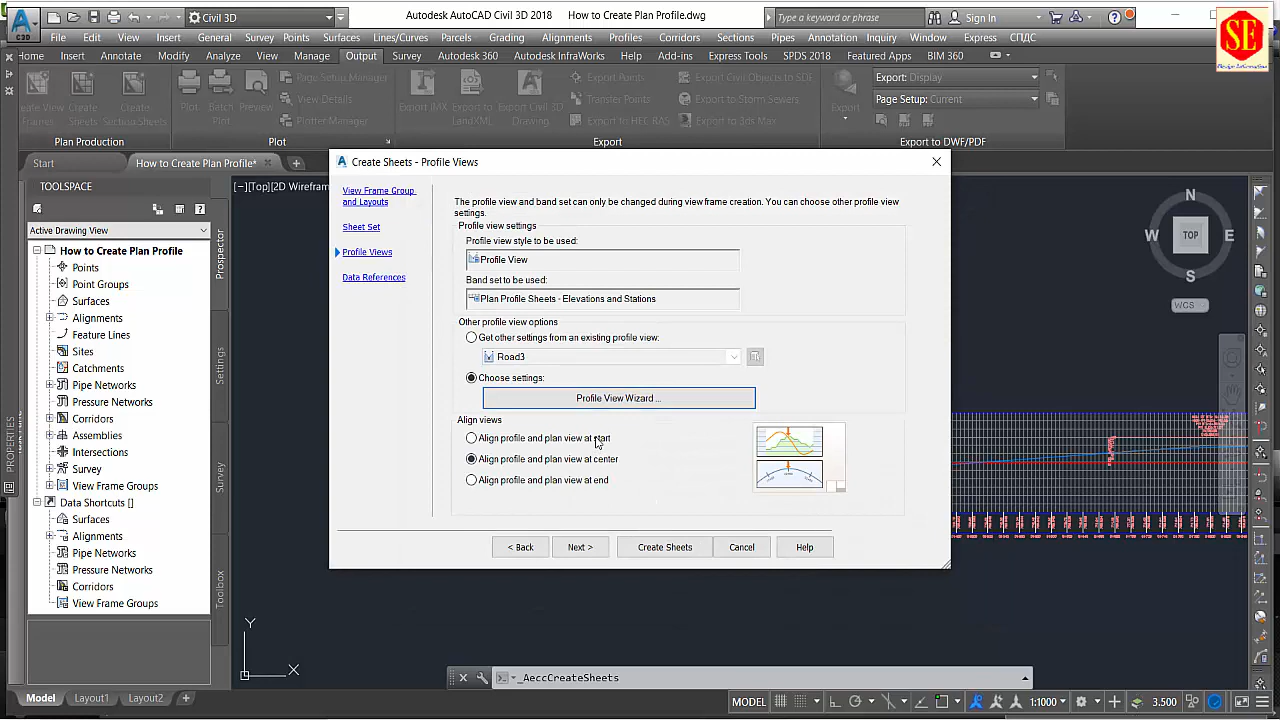 Autodesk AutoCAD Civil 3D 2018 How to Create Plan Profile.dwg
Civil 3D
Type a keyword or phrase
Sign In
SE
C3D
File Edit View Insert General Survey Points Surfaces Lines/Curves Parcels Grading Alignments Profiles Corridors Sections Pipes Annotation Inquiry Window Express СПДС
Home Insert Annotate Modify Analyze View Manage Output Survey Autodesk 360 Autodesk InfraWorks Help Add-ins Express Tools SPDS 2018 Featured Apps BIM 360
Create View Frames
Create Sheets
Create Section Sheets
Plan Production
Plot
Batch Plot
Preview
Page Setup Manager
View Details
Plotter Manager
Plot
Export IMX
Export to LandXML
Export Civil 3D Drawing
Export Points
Transfer Points
Export to HEC RAS
Export Civil Objects to SDF
Export to Storm Sewers
Export to 3ds Max
Export
Export
Export: Display
Page Setup: Current
Export to DWF/PDF
Start
How to Create Plan Profile*
TOOLSPACE
Active Drawing View
How to Create Plan Profile
Points
Point Groups
Surfaces
Alignments
Feature Lines
Sites
Catchments
Pipe Networks
Pressure Networks
Corridors
Assemblies
Intersections
Survey
View Frame Groups
Data Shortcuts []
Surfaces
Alignments
Pipe Networks
Pressure Networks
Corridors
View Frame Groups
PROPERTIES
Prospector
Settings
Survey
Toolbox
[−][Top][2D Wirefram
Create Sheets - Profile Views
View Frame Group
and Layouts
Sheet Set
Profile Views
Data References
The profile view and band set can only be changed during view frame creation. You can choose other profile view
settings.
Profile view settings
Profile view style to be used:
Profile View
Band set to be used:
Plan Profile Sheets - Elevations and Stations
Other profile view options
Get other settings from an existing profile view:
Road3
Choose settings:
Profile View Wizard ...
Align views
Align profile and plan view at start
Align profile and plan view at center
Align profile and plan view at end
< Back
Next >
Create Sheets
Cancel
Help
N
W TOP E
S
WCS
Y
X
_AeccCreateSheets
Model Layout1 Layout2
MODEL
1:1000
3.500